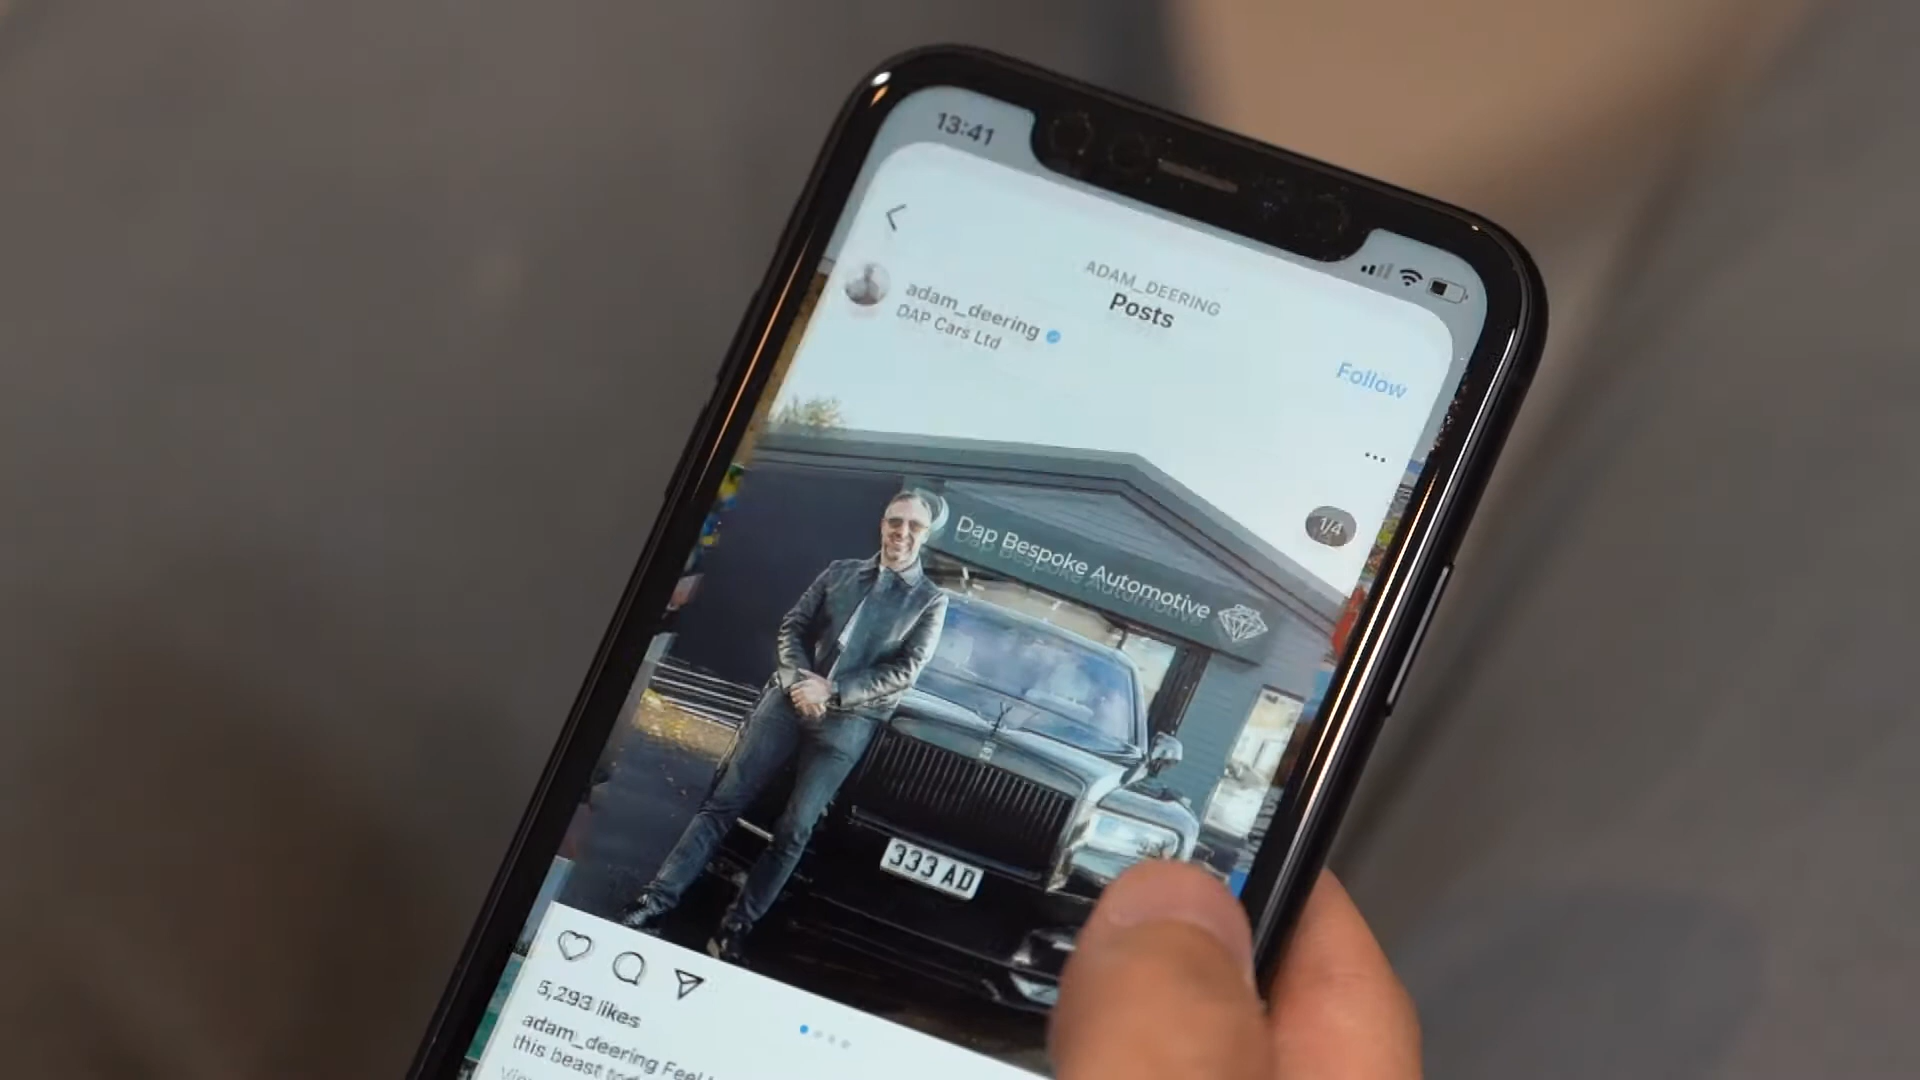 13:41
ADAM_DEERING
Posts
adam_deering
DAP Cars Ltd
Follow
1/4
Dap Bespoke Automotive
333 AD
5,293 likes
adam_deering Feel
this beast